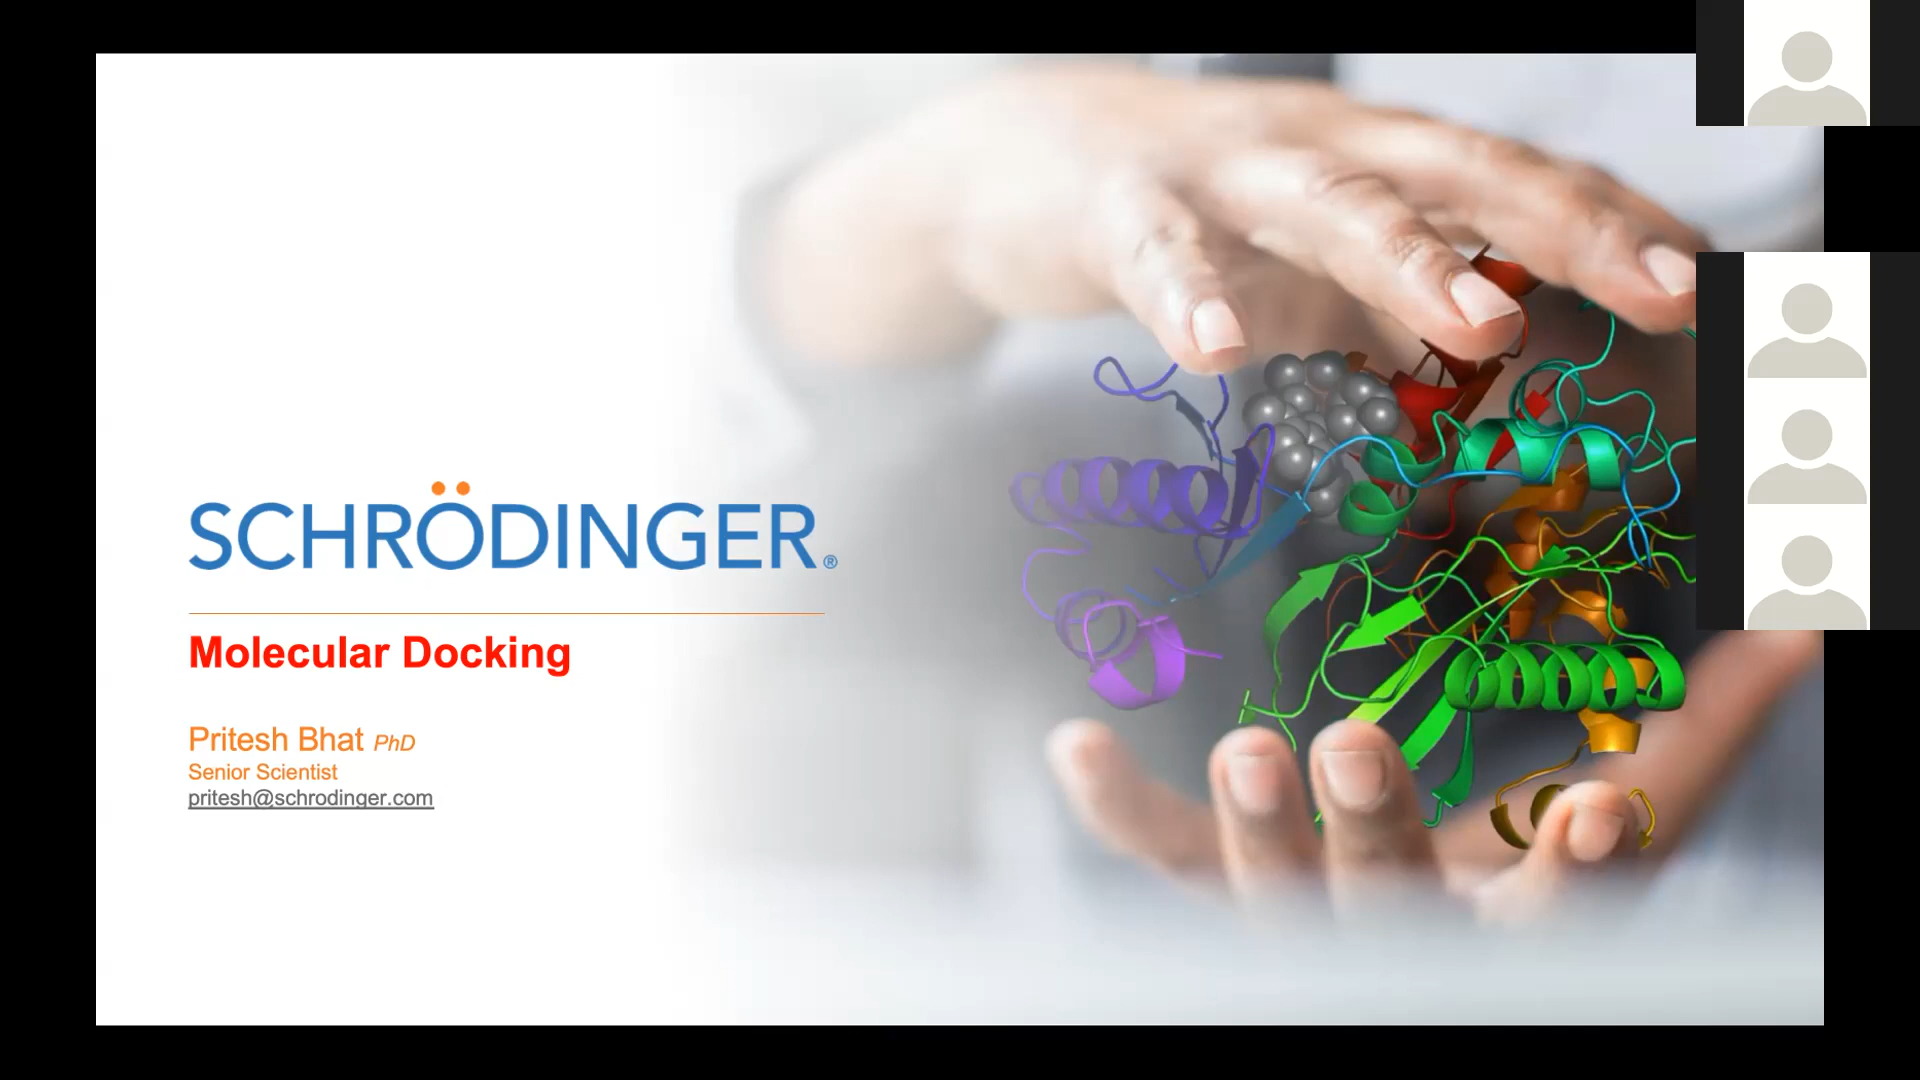 SCHRÖDINGER®
Molecular Docking
Pritesh Bhat PhD
Senior Scientist
pritesh@schrodinger.com